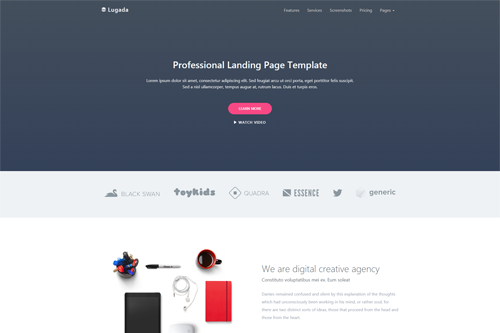 Lugada
Features Services Screenshots Pricing Pages
Professional Landing Page Template
Lorem ipsum dolor sit amet, consectetur adipiscing elit. Sed feugiat arcu ut orci porta, eget porttitor felis suscipit.
Sed a nisl ullamcorper, tempus augue at, rutrum lacus. Duis et turpis eros.
LEARN MORE
WATCH VIDEO
BLACK SWAN toyKidz QUADRA ESSENCE generic
We are digital creative agency
Constituto voluptatibus mei ex. Eum soleat
Daniels remained confused and silent by this explanation of the thoughts
which had unconsciously been working in his mind; or rather soul: for
there are two distinct sorts of ideas, those that proceed from the head and
those from the heart.